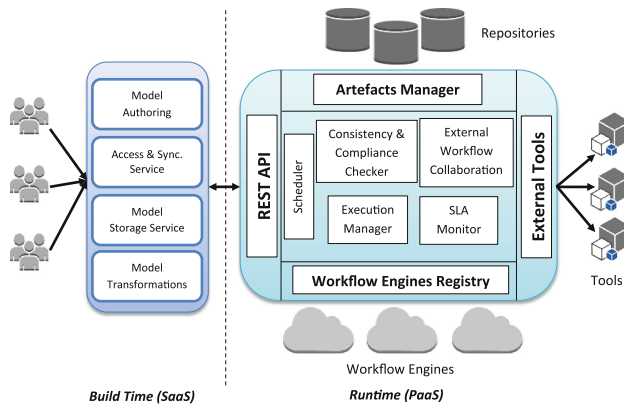 Repositories
Model
Authoring
Access & Sync.
Service
Model
Storage Service
Model
Transformations
Artefacts Manager
REST API
Scheduler
Consistency &
Compliance
Checker
External
Workflow
Collaboration
Execution
Manager
SLA
Monitor
External Tools
Workflow Engines Registry
Tools
Workflow Engines
Build Time (SaaS)
Runtime (PaaS)